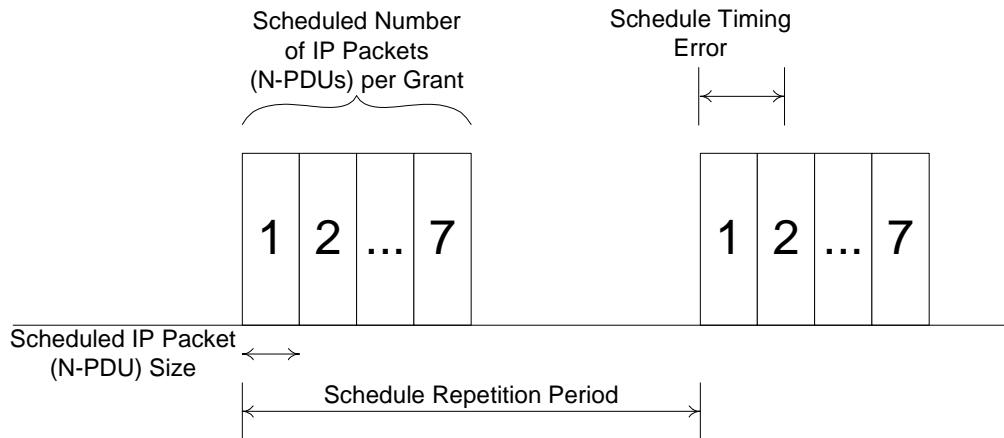 Scheduled Number
of IP Packets
(N-PDUs) per Grant
Schedule Timing
Error
1 2 ... 7
1 2 ... 7
Scheduled IP Packet
(N-PDU) Size
Schedule Repetition Period